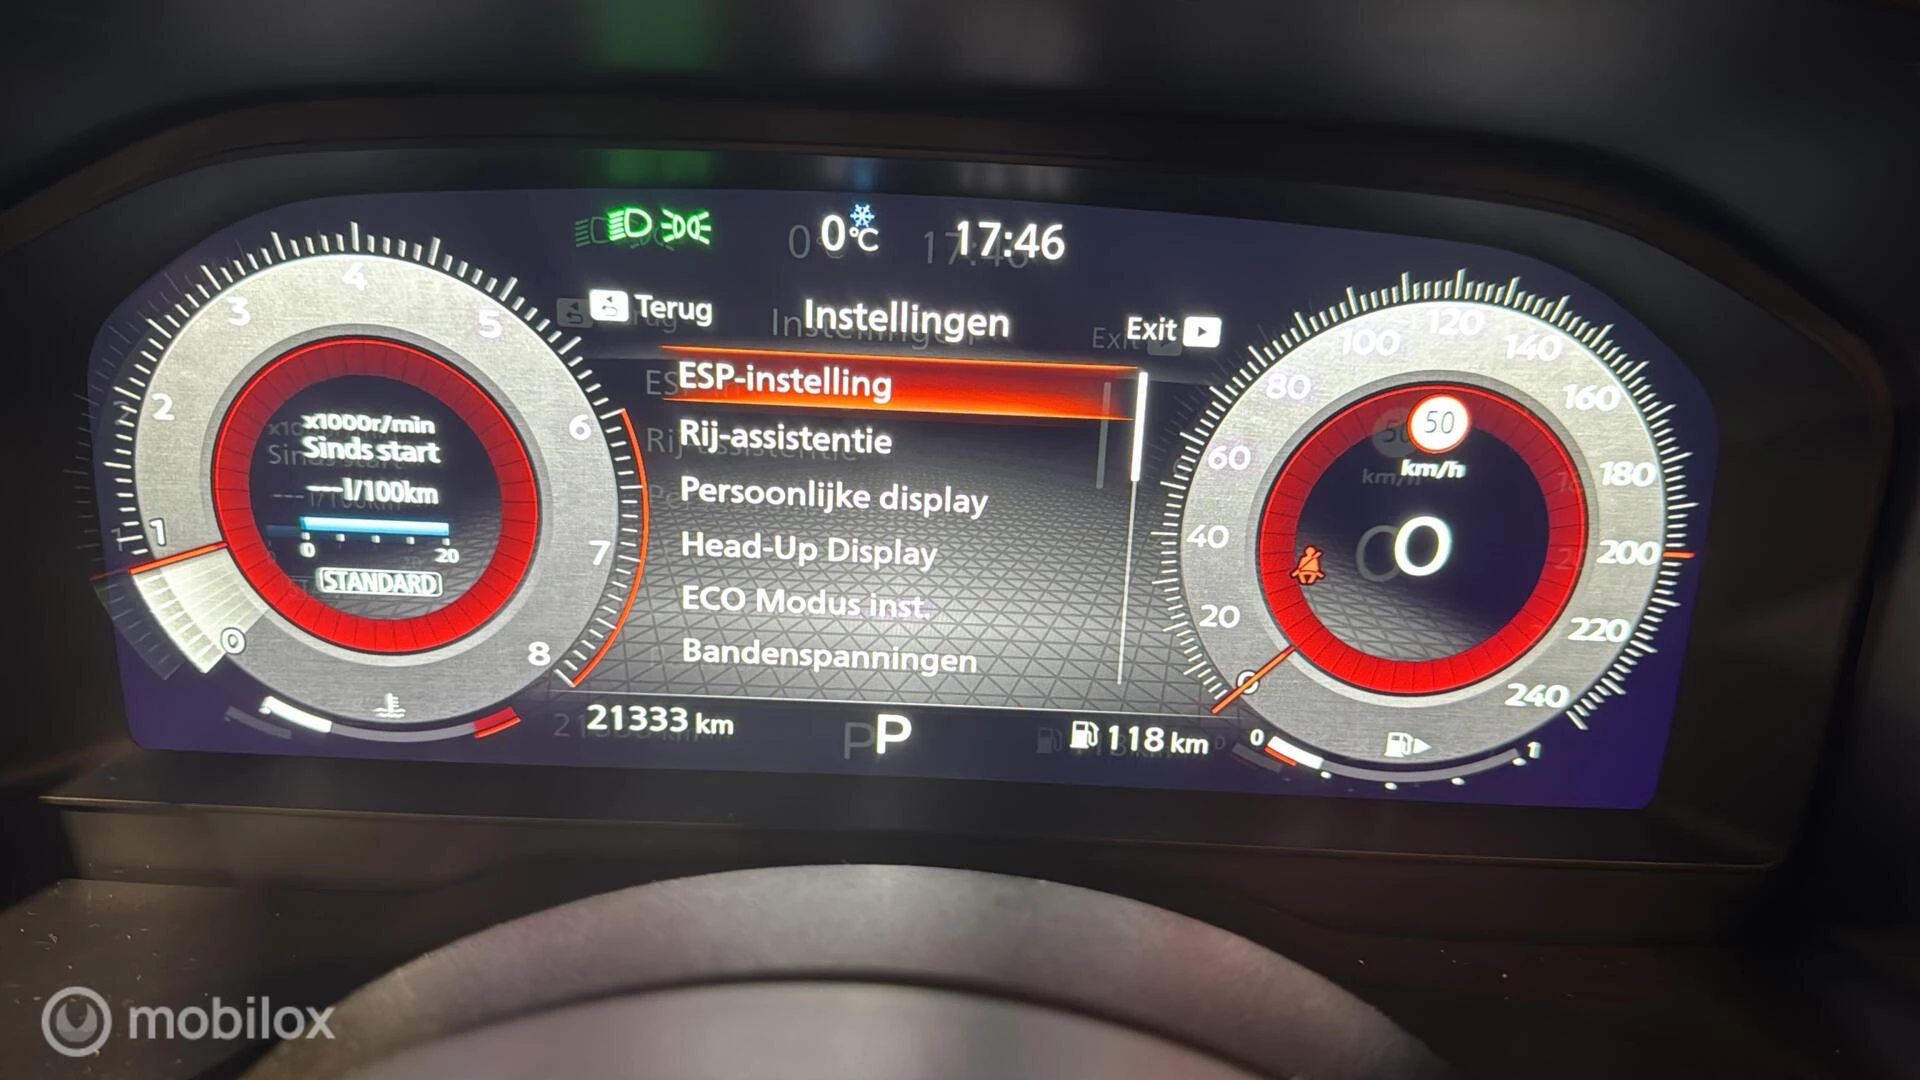 0°C 17:46
Terug Instellingen Exit
ESP-instelling
Rij-assistentie
Persoonlijke display
Head-Up Display
ECO Modus inst.
Bandenspanningen
21333 km P 118 km
0 1 2 3 4 5 6 7 8
x1000r/min
Sinds start
---l/100km
0 20
STANDARD
0 20 40 60 80 100 120 140 160 180 200 220 240
50
km/h
0
0 1
mobilox